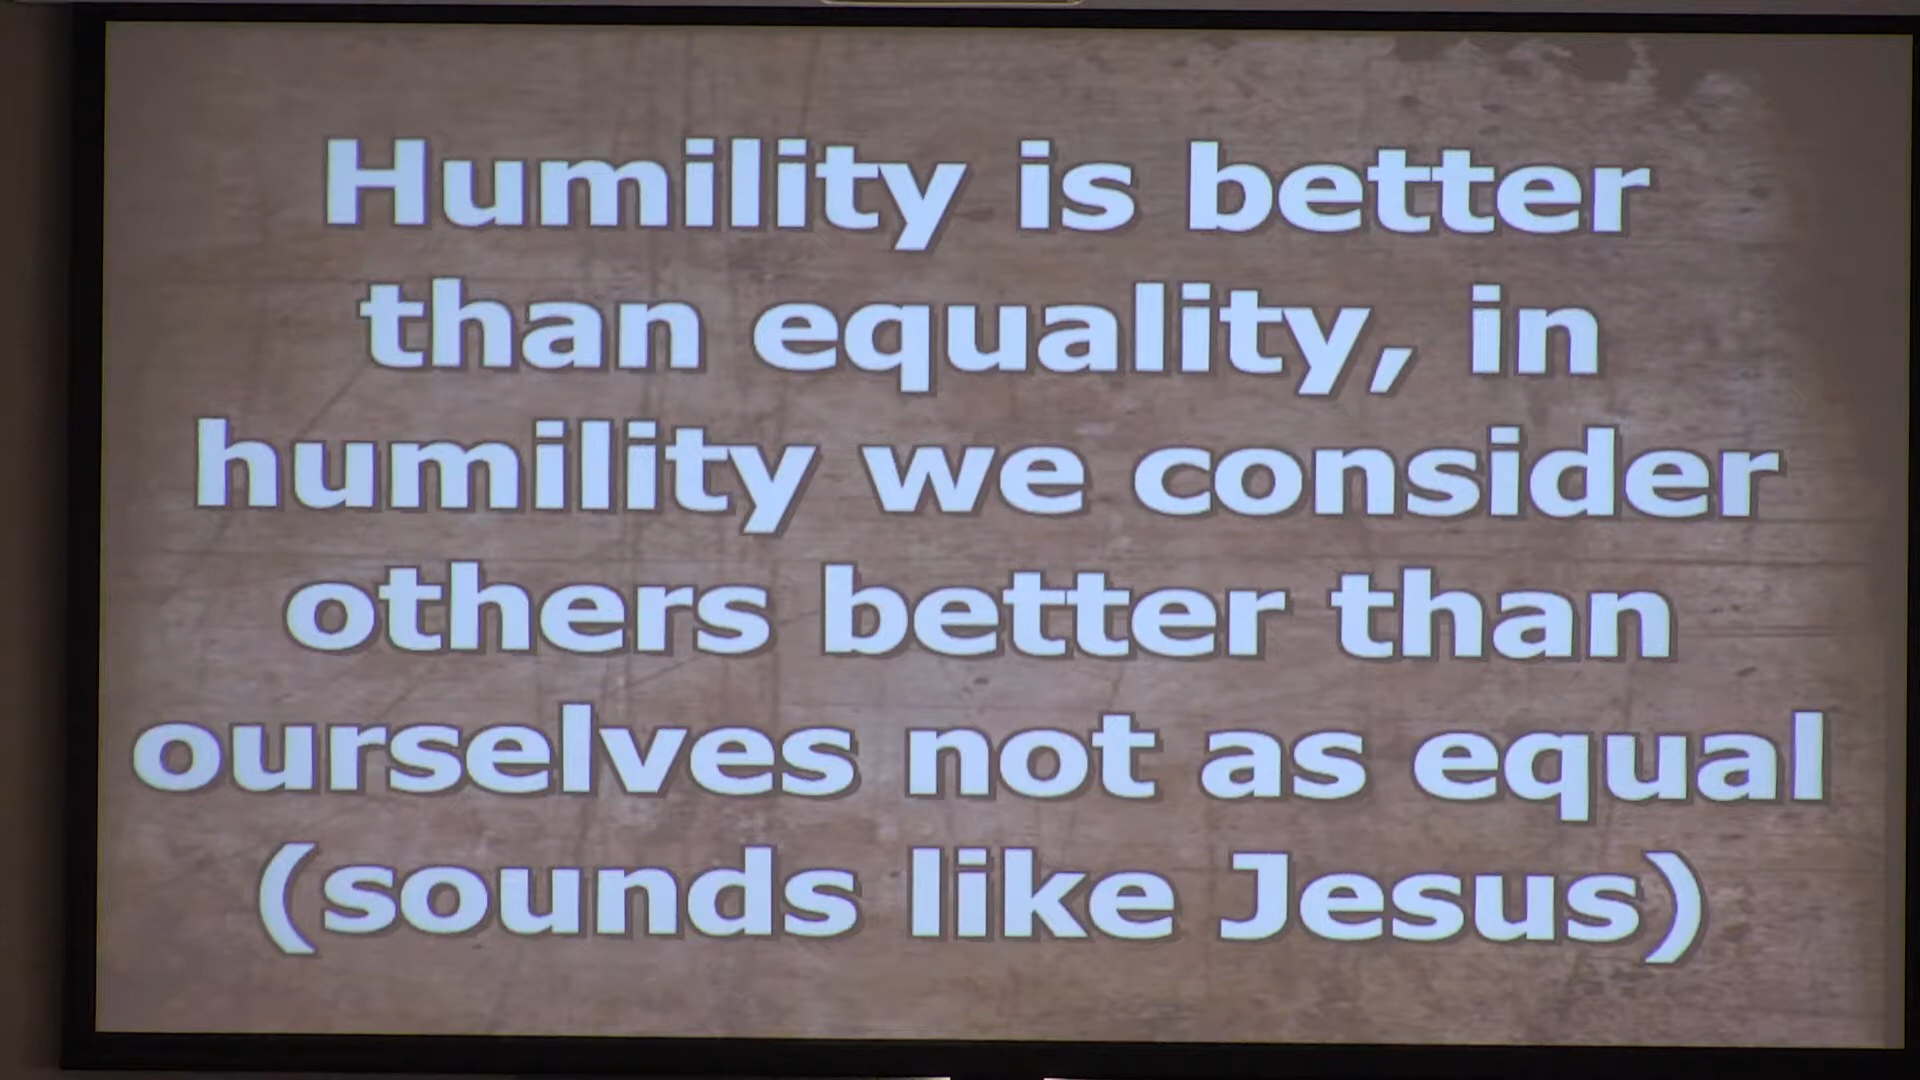 Humility is better
than equality, in
humility we consider
others better than
ourselves not as equal
(sounds like Jesus)